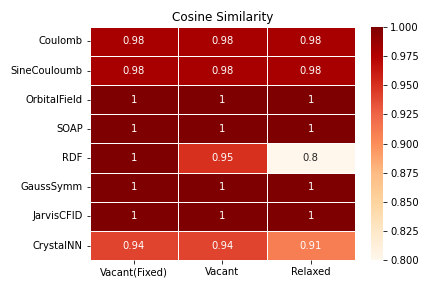 Cosine Similarity
Coulomb 0.98 0.98 0.98
SineCouloumb 0.98 0.98 0.98
OrbitalField 1 1 1
SOAP 1 1 1
RDF 1 0.95 0.8
GaussSymm 1 1 1
JarvisCFID 1 1 1
CrystalNN 0.94 0.94 0.91
Vacant(Fixed) Vacant Relaxed
1.000
0.975
0.950
0.925
0.900
0.875
0.850
0.825
0.800